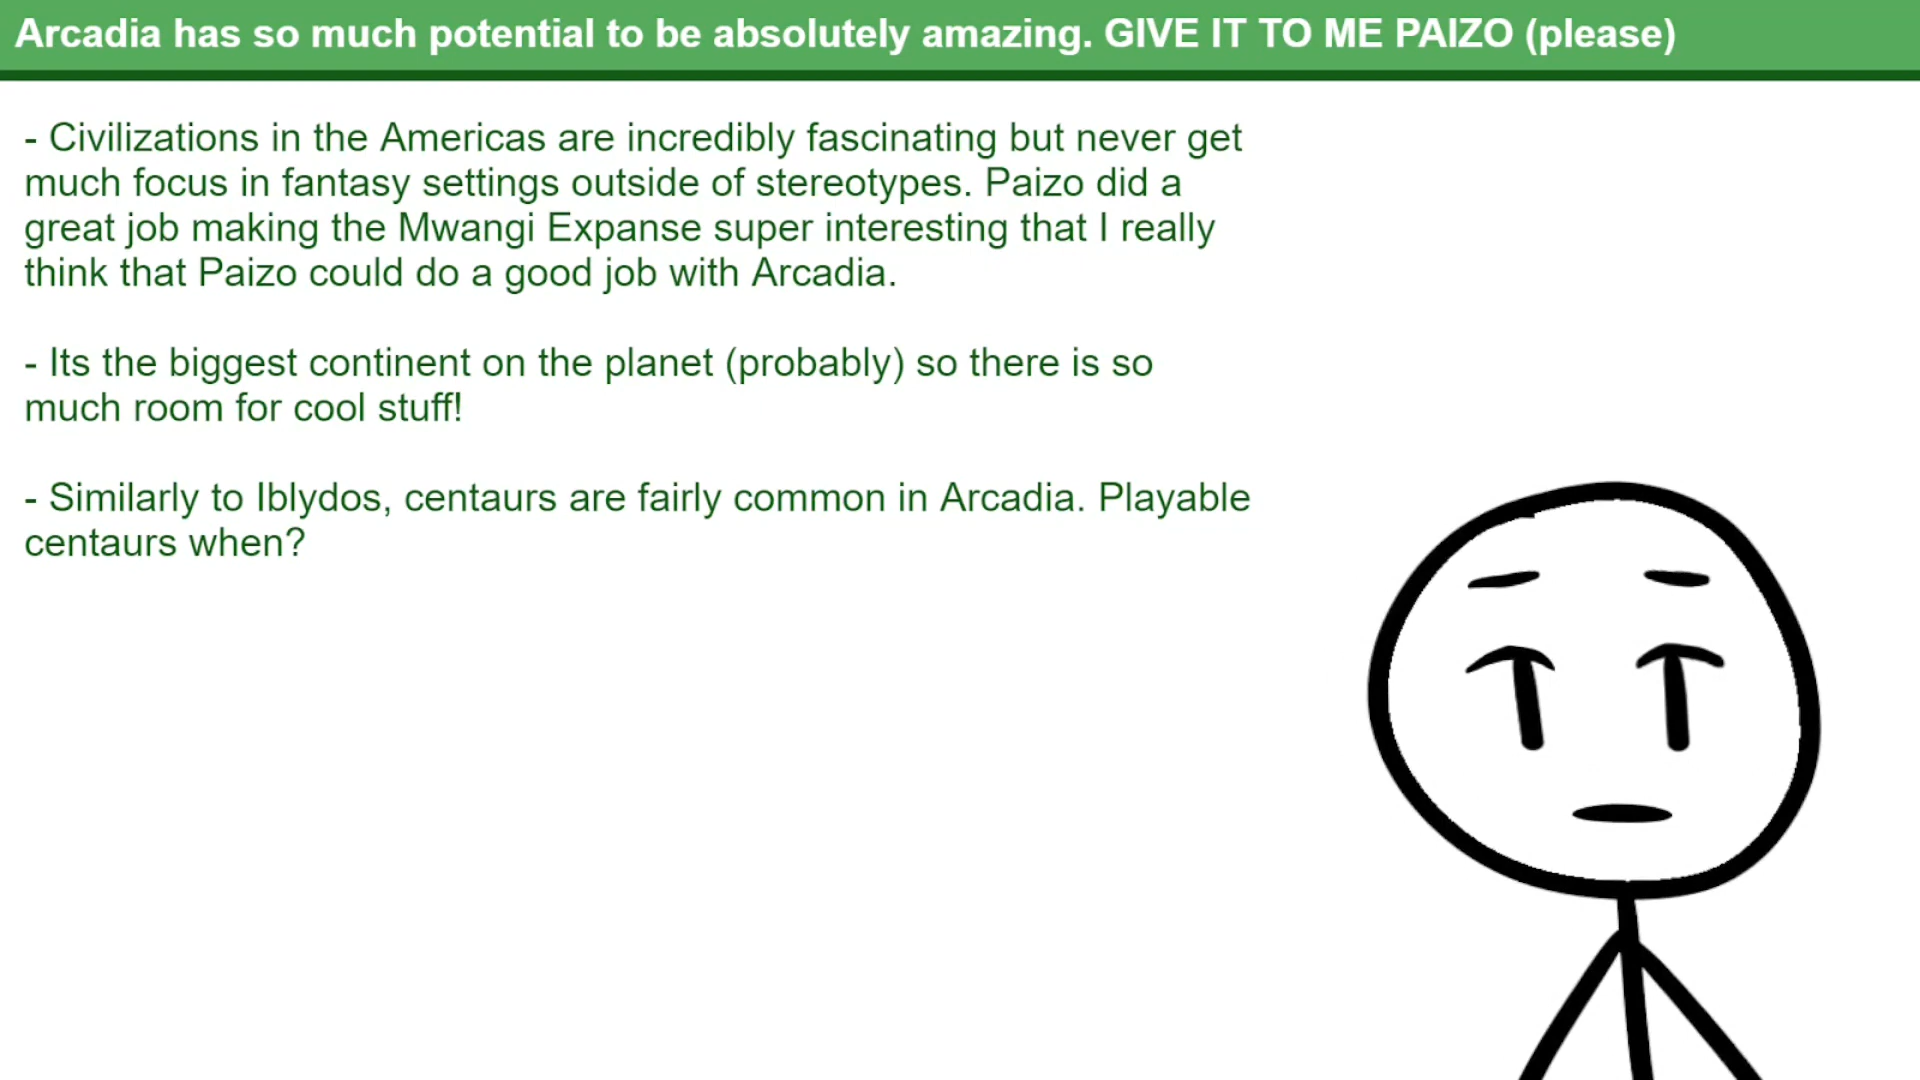 Arcadia has so much potential to be absolutely amazing. GIVE IT TO ME PAIZO (please)
- Civilizations in the Americas are incredibly fascinating but never get
much focus in fantasy settings outside of stereotypes. Paizo did a
great job making the Mwangi Expanse super interesting that I really
think that Paizo could do a good job with Arcadia.
- Its the biggest continent on the planet (probably) so there is so
much room for cool stuff!
- Similarly to Iblydos, centaurs are fairly common in Arcadia. Playable
centaurs when?